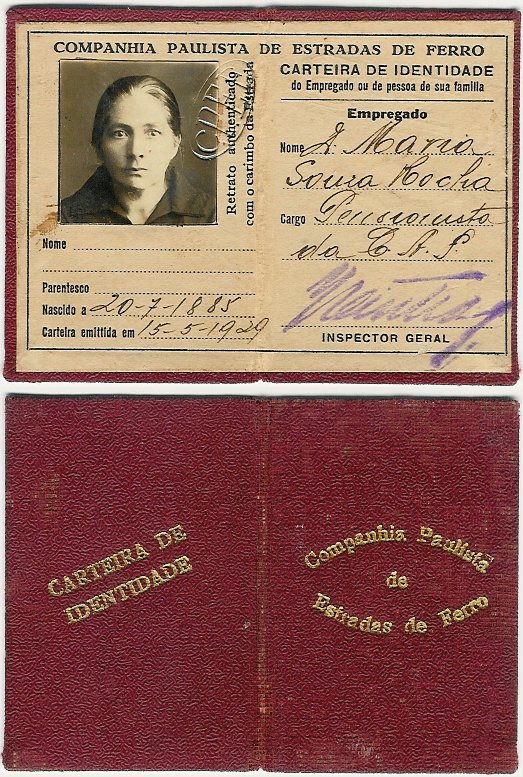 COMPANHIA PAULISTA DE ESTRADAS DE FERRO
Retrato authenticado
com o carimbo da Estrada
CPEF
Nome
Parentesco
Nascido a 20-7-1885
Carteira emittida em 15-5-1929
CARTEIRA DE IDENTIDADE
do Empregado ou de pessoa de sua familia
Empregado
Nome D. Maria
Souza Rocha
Cargo Pensionista
da C. A. P.
INSPECTOR GERAL
CARTEIRA DE
IDENTIDADE
Companhia Paulista
de
Estradas de Ferro